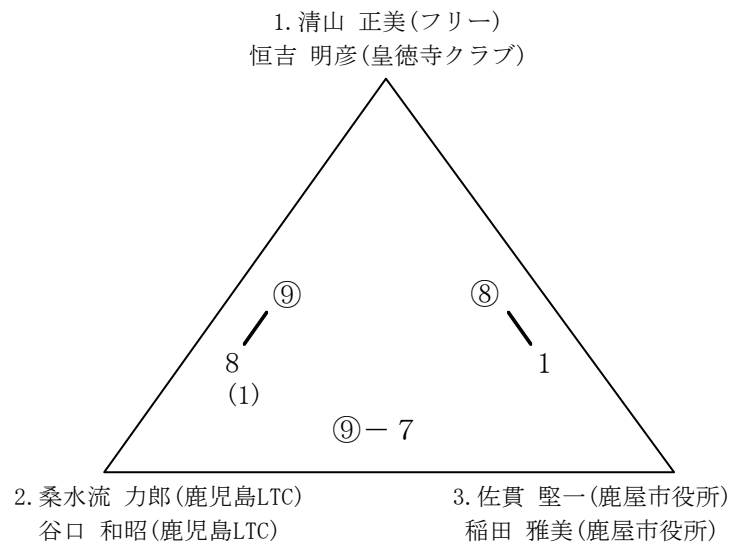 1.清山 正美(フリー)
恒吉 明彦(皇徳寺クラブ)
⑨ ⑧
8 1
(1)
⑨－7
2.桑水流 力郎(鹿児島LTC) 3.佐貫 堅一(鹿屋市役所)
谷口 和昭(鹿児島LTC) 稲田 雅美(鹿屋市役所)